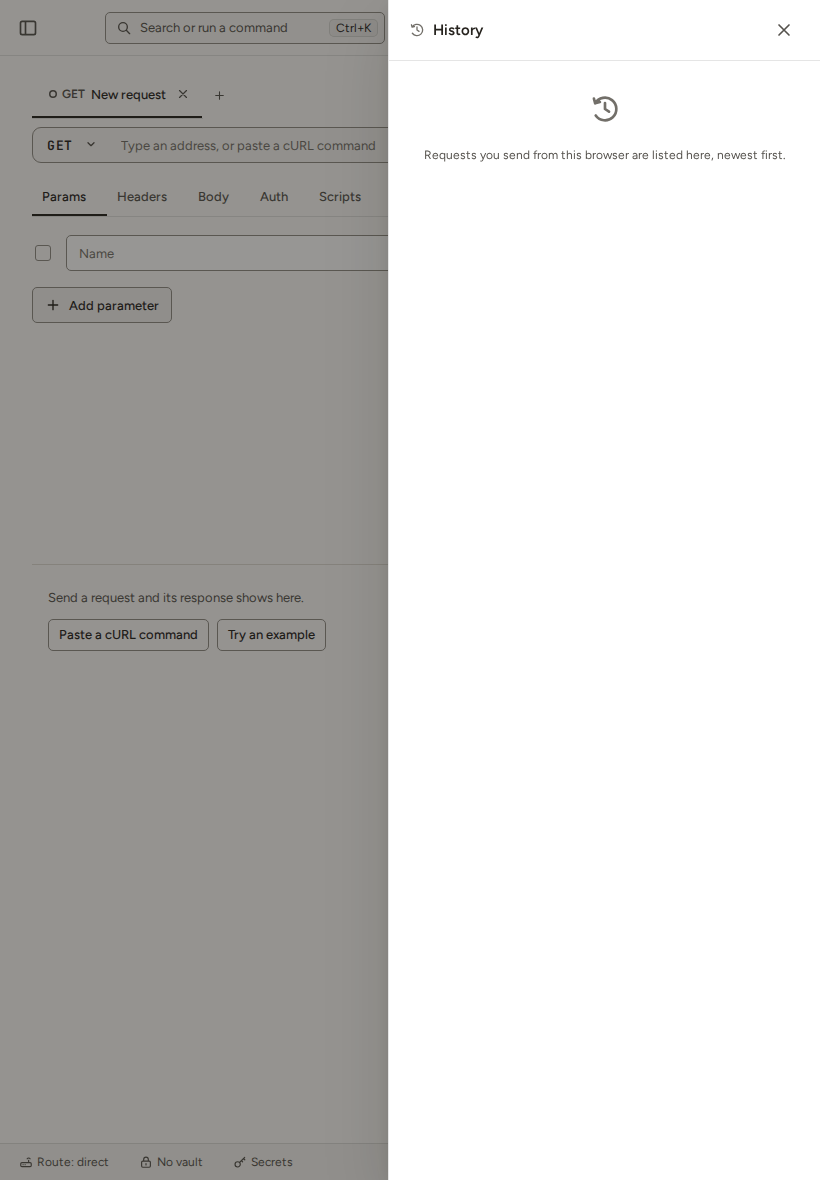 Search or run a command Ctrl+K
GET New request
GET Type an address, or paste a cURL command
Params Headers Body Auth Scripts
Name
Add parameter
Send a request and its response shows here.
Paste a cURL command Try an example
Route: direct No vault Secrets
History
Requests you send from this browser are listed here, newest first.